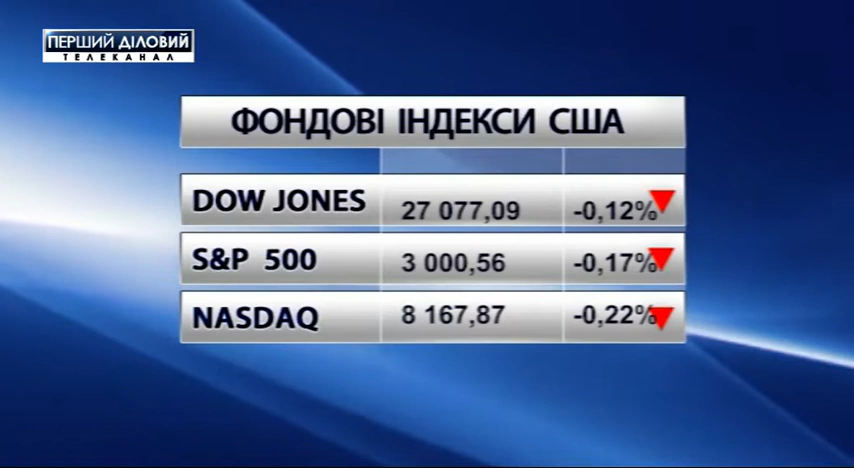 ПЕРШИЙ ДІЛОВИЙ
ТЕЛЕКАНАЛ
ФОНДОВІ ІНДЕКСИ США
DOW JONES 27 077,09 -0,12%
S&P 500 3 000,56 -0,17%
NASDAQ 8 167,87 -0,22%